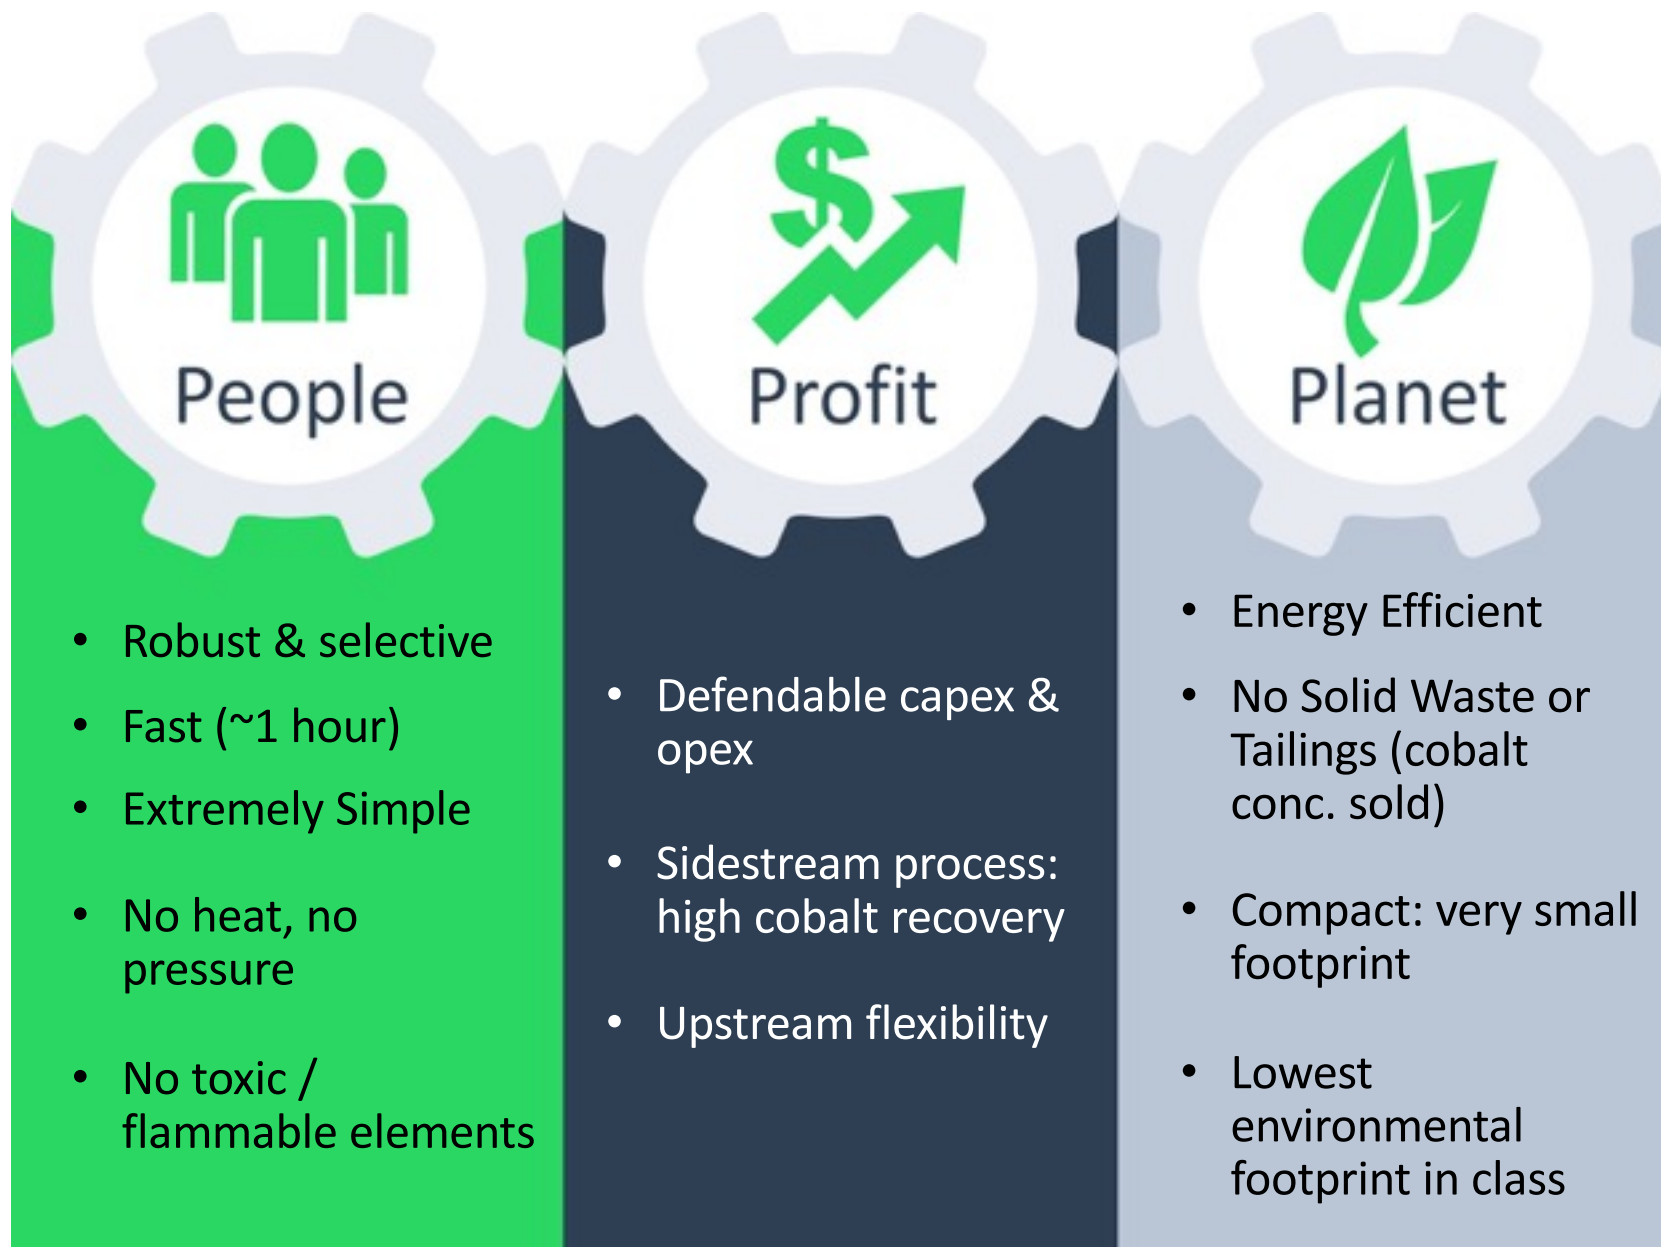 People
• Robust & selective
• Fast (~1 hour)
• Extremely Simple
• No heat, no
pressure
• No toxic /
flammable elements
Profit
• Defendable capex &
opex
• Sidestream process:
high cobalt recovery
• Upstream flexibility
Planet
• Energy Efficient
• No Solid Waste or
Tailings (cobalt
conc. sold)
• Compact: very small
footprint
• Lowest
environmental
footprint in class